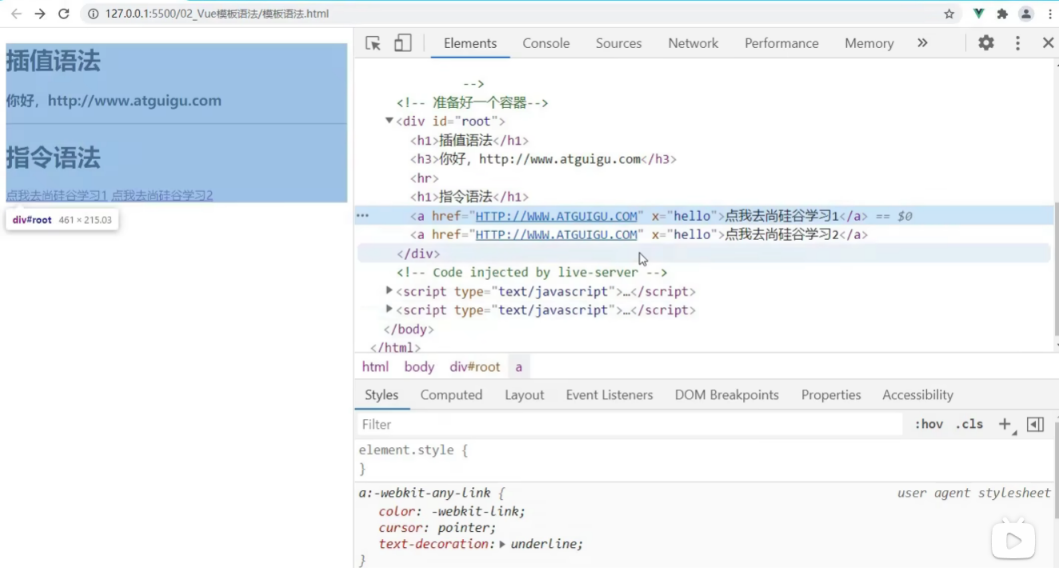 127.0.0.1:5500/02_Vue模板语法/模板语法.html
插值语法
你好，http://www.atguigu.com
指令语法
点我去尚硅谷学习1 点我去尚硅谷学习2
div#root 461 × 215.03
Elements Console Sources Network Performance Memory »
-->
<!-- 准备好一个容器-->
▼<div id="root">
<h1>插值语法</h1>
<h3>你好，http://www.atguigu.com</h3>
<hr>
<h1>指令语法</h1>
<a href="HTTP://WWW.ATGUIGU.COM" x="hello">点我去尚硅谷学习1</a> == $0
<a href="HTTP://WWW.ATGUIGU.COM" x="hello">点我去尚硅谷学习2</a>
</div>
<!-- Code injected by live-server -->
▶<script type="text/javascript">…</script>
▶<script type="text/javascript">…</script>
</body>
</html>
html body div#root a
Styles Computed Layout Event Listeners DOM Breakpoints Properties Accessibility
Filter :hov .cls +
element.style {
}
a:-webkit-any-link { user agent stylesheet
color: -webkit-link;
cursor: pointer;
text-decoration:▶ underline;
}